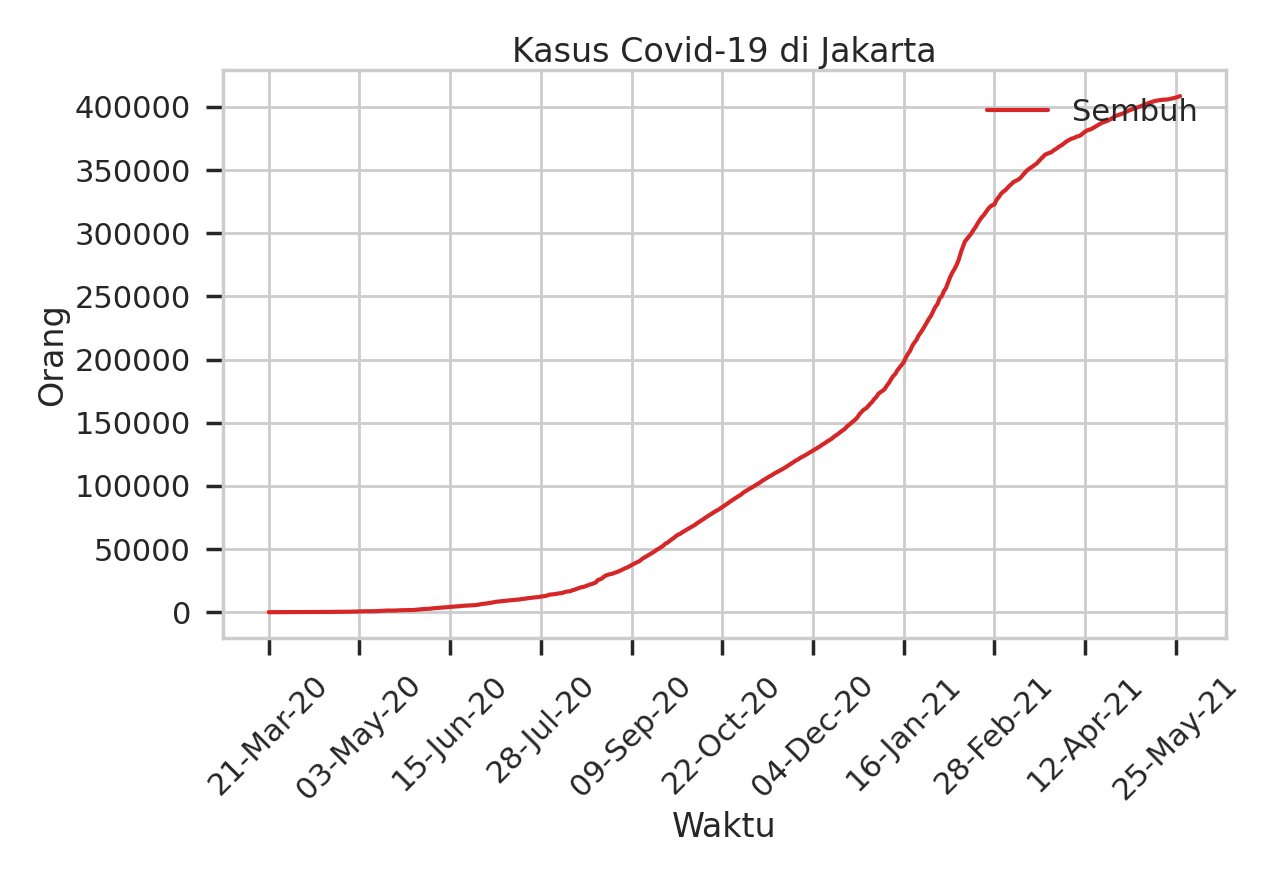 Kasus Covid-19 di Jakarta
Sembuh
Orang
400000
350000
300000
250000
200000
150000
100000
50000
0
21-Mar-20
03-May-20
15-Jun-20
28-Jul-20
09-Sep-20
22-Oct-20
04-Dec-20
16-Jan-21
28-Feb-21
12-Apr-21
25-May-21
Waktu